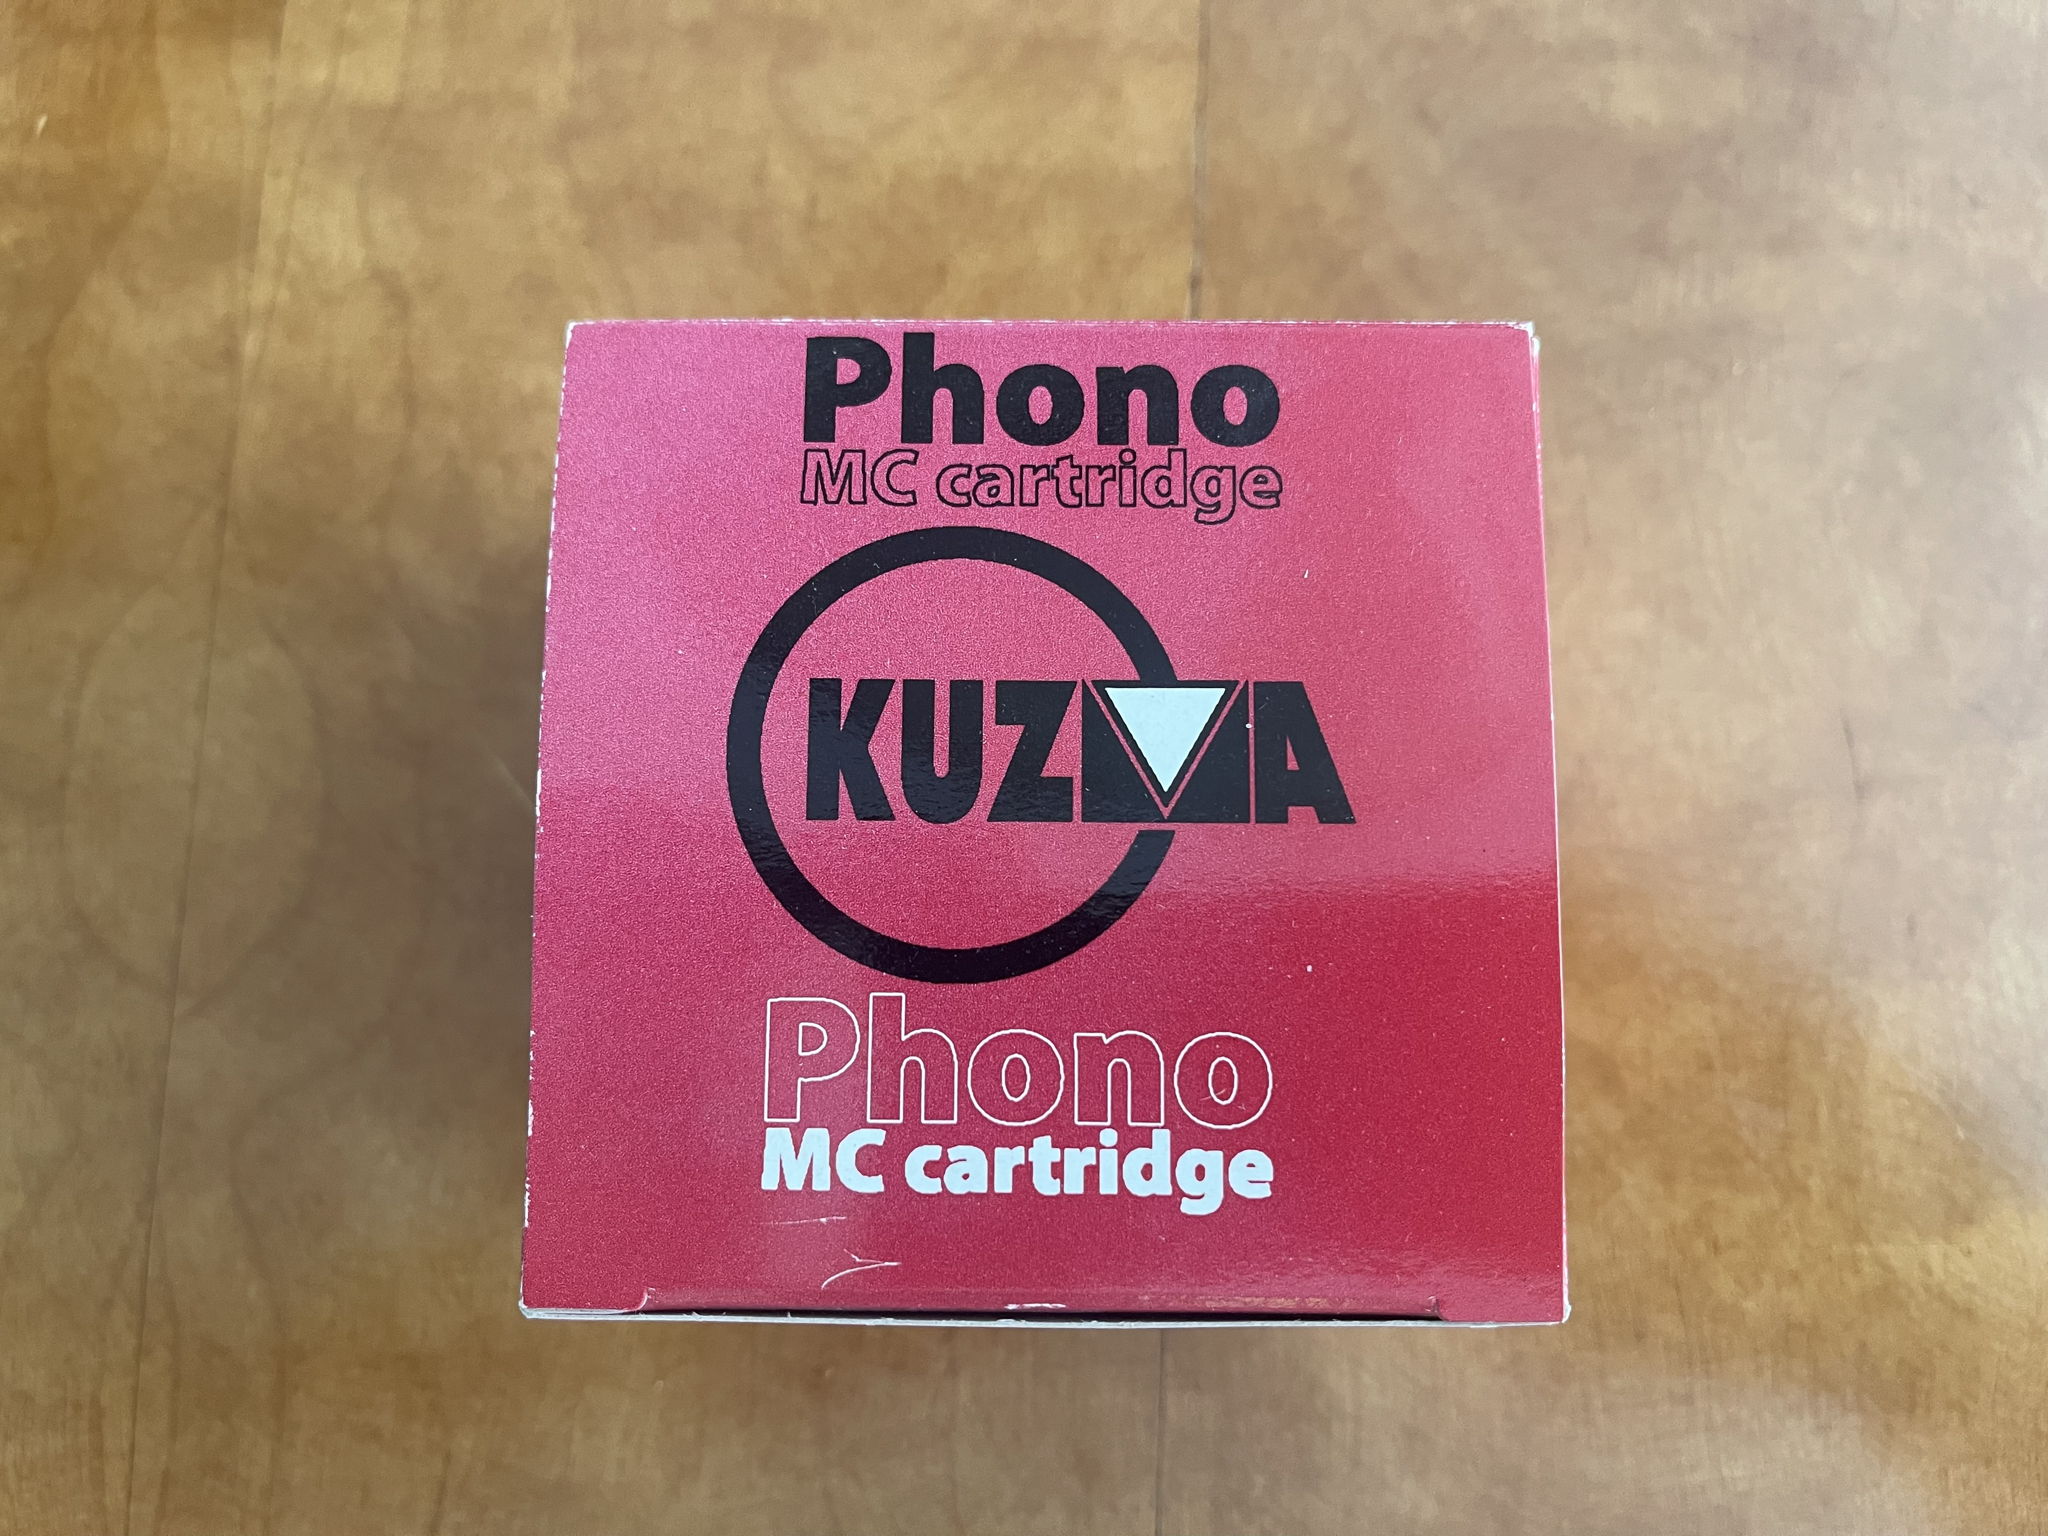 Phono
MC cartridge
KUZMA
Phono
MC cartridge